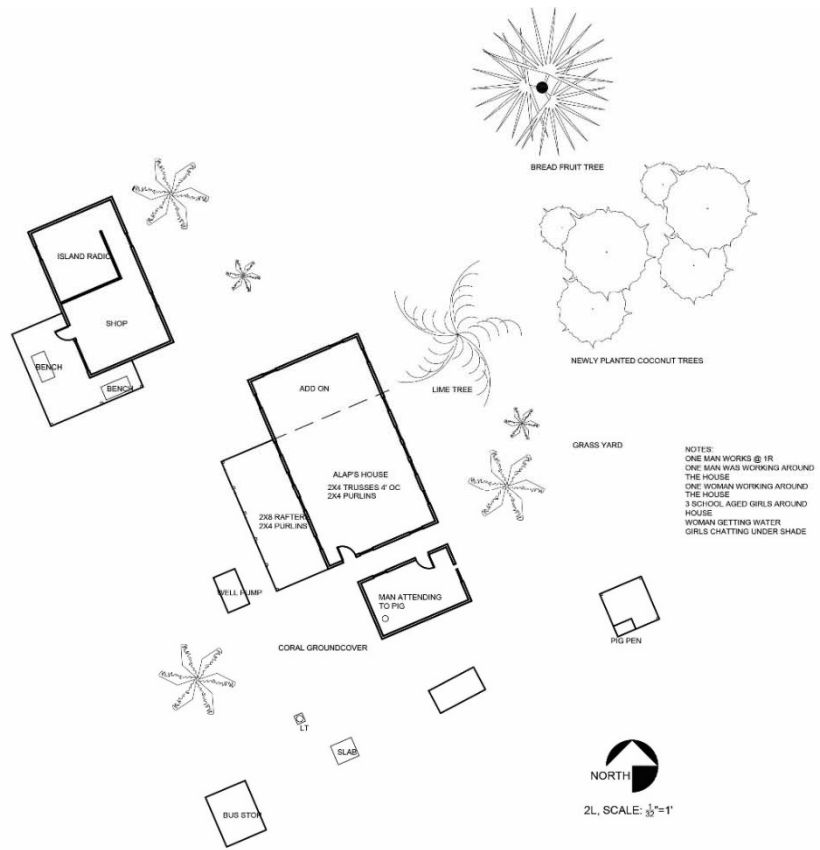 BREAD FRUIT TREE
ISLAND RADIO
SHOP
BENCH
BENCH
NEWLY PLANTED COCONUT TREES
ADD ON
LIME TREE
GRASS YARD
NOTES:
ONE MAN WORKS @ 1R
ONE MAN WAS WORKING AROUND
THE HOUSE
ONE WOMAN WORKING AROUND
THE HOUSE
3 SCHOOL AGED GIRLS AROUND
HOUSE
WOMAN GETTING WATER
GIRLS CHATTING UNDER SHADE
ALAP'S HOUSE
2X4 TRUSSES 4' OC
2X4 PURLINS
2X8 RAFTER
2X4 PURLINS
WELL PUMP
MAN ATTENDING
TO PIG
PIG PEN
CORAL GROUNDCOVER
LT
SLAB
BUS STOP
NORTH
2L, SCALE: 1/32"=1'